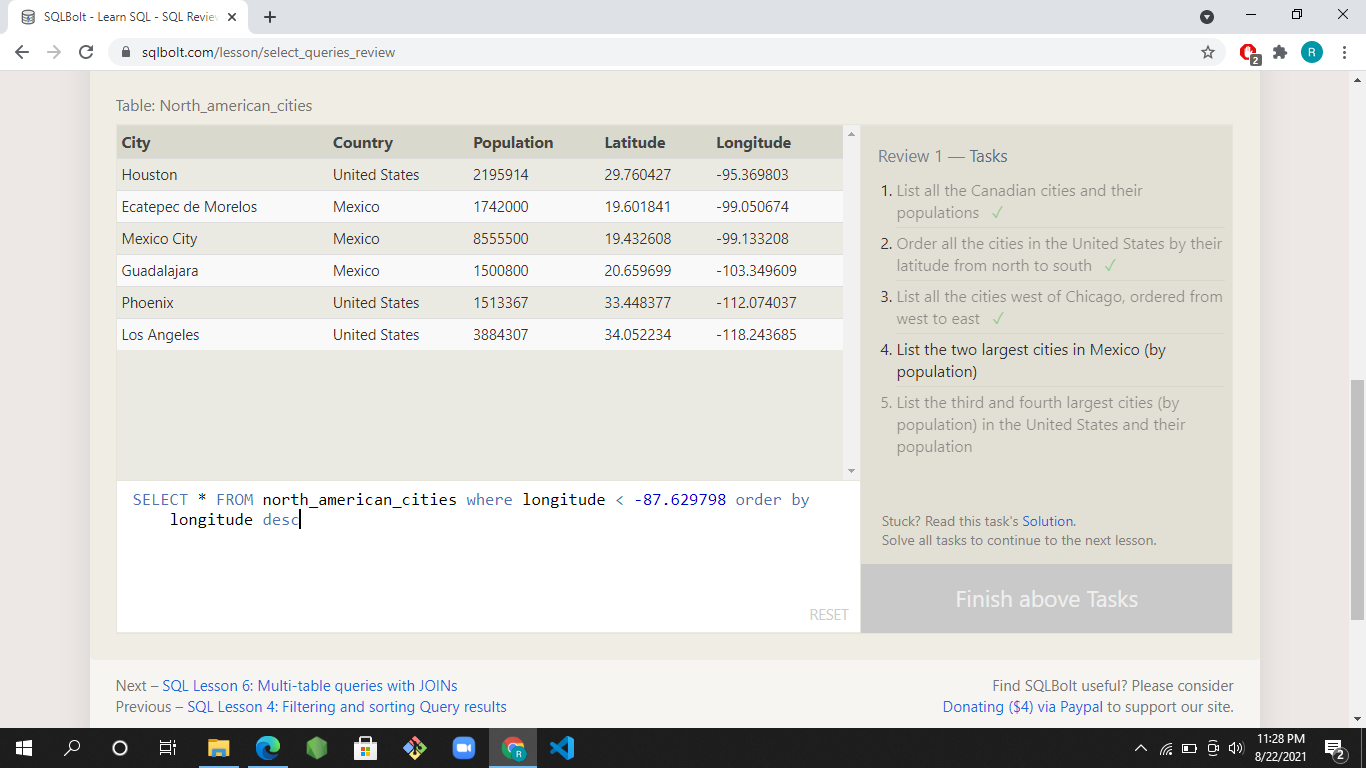 SQLBolt - Learn SQL - SQL Review
sqlbolt.com/lesson/select_queries_review
R
2
Table: North_american_cities
City Country Population Latitude Longitude
Houston United States 2195914 29.760427 -95.369803
Ecatepec de Morelos Mexico 1742000 19.601841 -99.050674
Mexico City Mexico 8555500 19.432608 -99.133208
Guadalajara Mexico 1500800 20.659699 -103.349609
Phoenix United States 1513367 33.448377 -112.074037
Los Angeles United States 3884307 34.052234 -118.243685
SELECT * FROM north_american_cities where longitude < -87.629798 order by
longitude desc
RESET
Review 1 — Tasks
1. List all the Canadian cities and their
populations ✓
2. Order all the cities in the United States by their
latitude from north to south ✓
3. List all the cities west of Chicago, ordered from
west to east ✓
4. List the two largest cities in Mexico (by
population)
5. List the third and fourth largest cities (by
population) in the United States and their
population
Stuck? Read this task's Solution.
Solve all tasks to continue to the next lesson.
Finish above Tasks
Next – SQL Lesson 6: Multi-table queries with JOINs
Previous – SQL Lesson 4: Filtering and sorting Query results
Find SQLBolt useful? Please consider
Donating ($4) via Paypal to support our site.
R
11:28 PM
8/22/2021
2